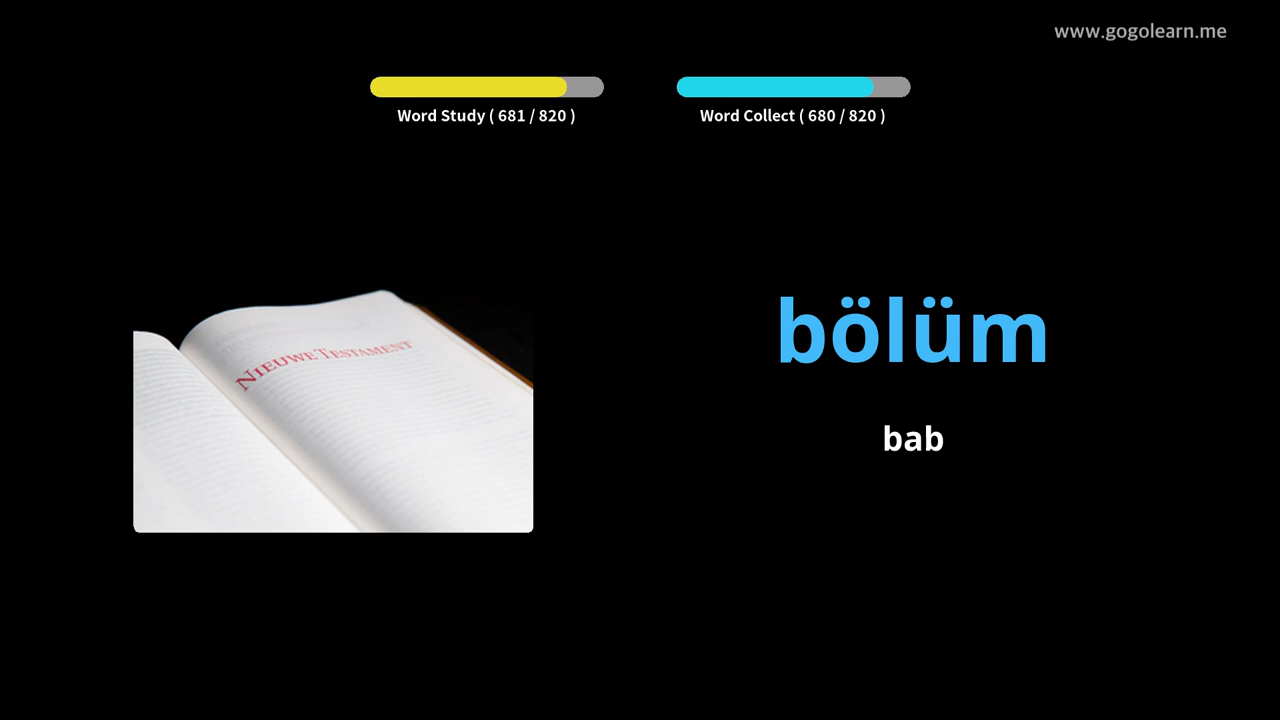 www.gogolearn.me
Word Study ( 681 / 820 )
Word Collect ( 680 / 820 )
NIEUWE TESTAMENT
bölüm
bab